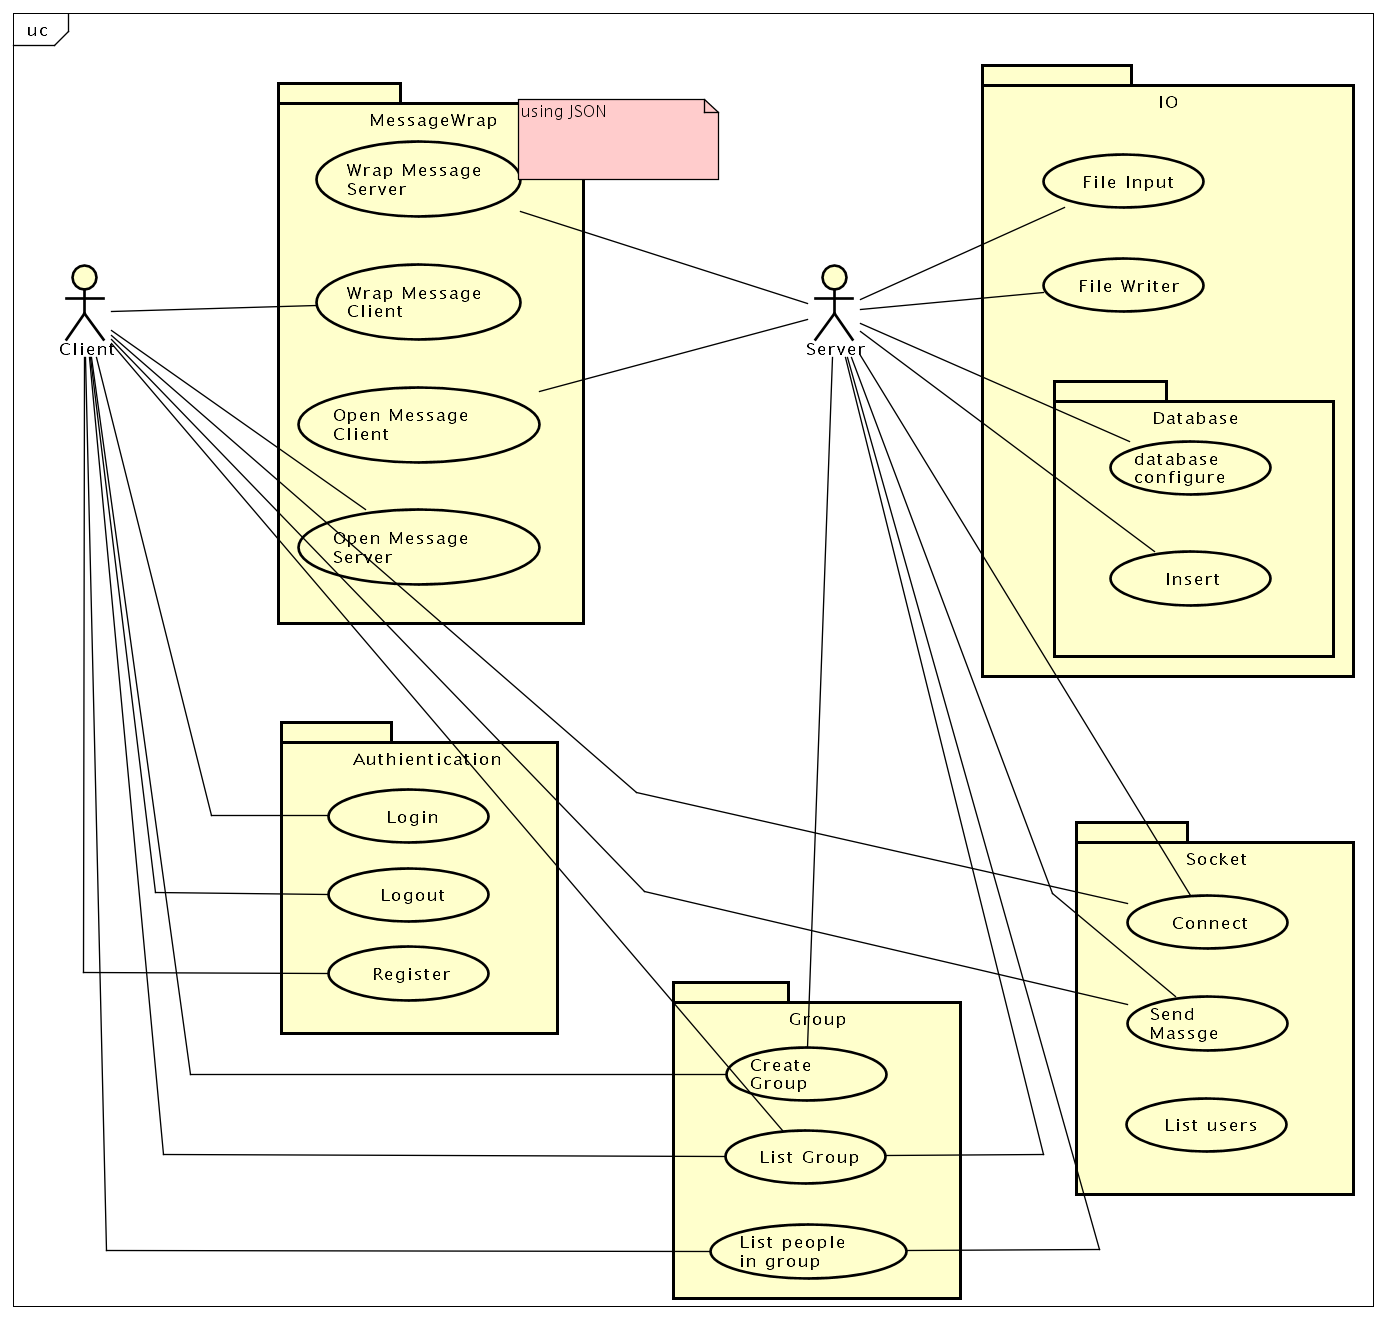 uc
MessageWrap
using JSON
Wrap Message
Server
Wrap Message
Client
Open Message
Client
Open Message
Server
Client
Server
IO
File Input
File Writer
Database
database
configure
Insert
Authientication
Login
Logout
Register
Socket
Connect
Send
Massge
List users
Group
Create
Group
List Group
List people
in group